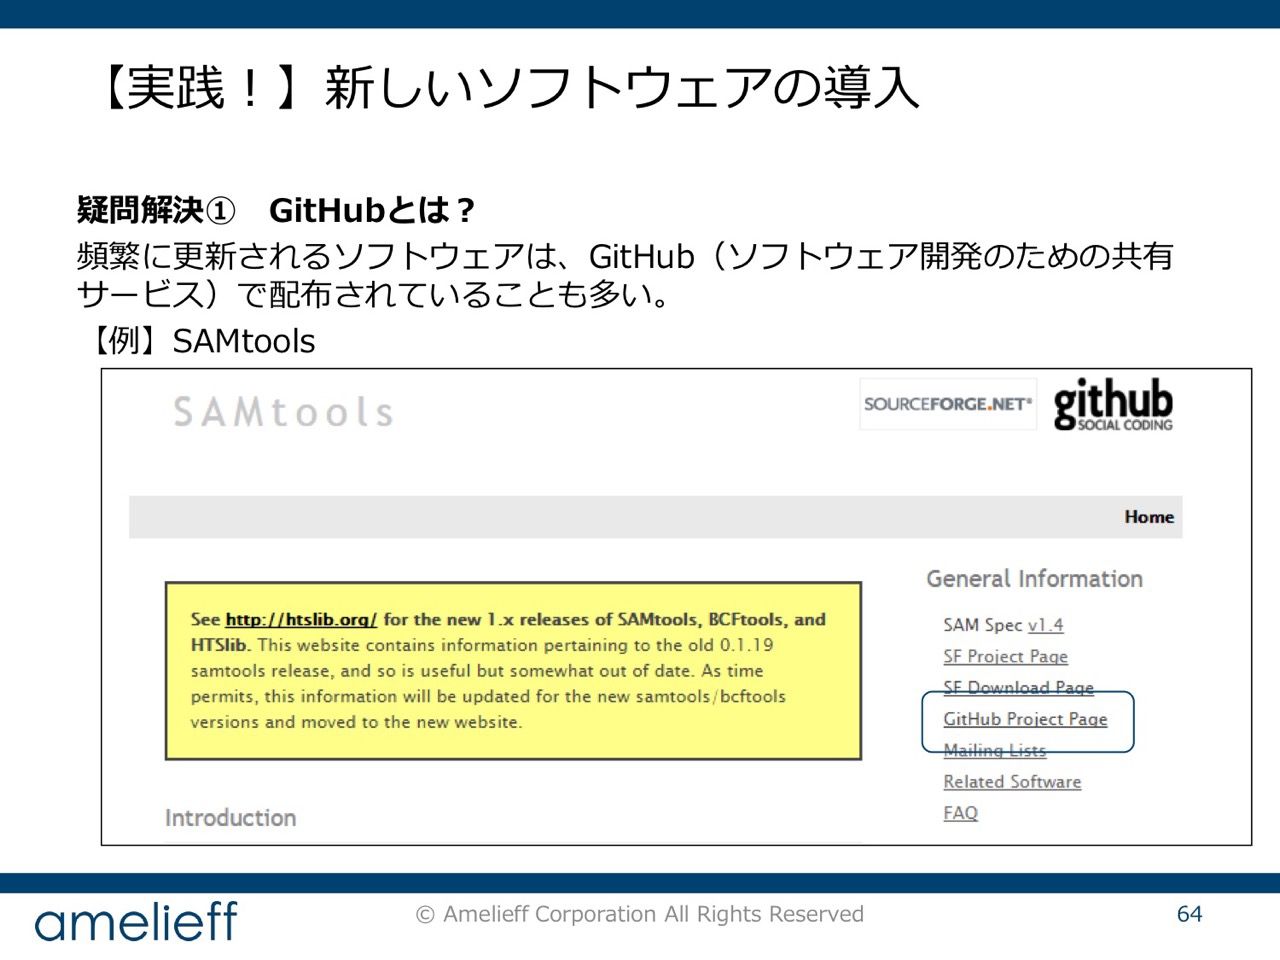 【実践！】新しいソフトウェアの導入
疑問解決①　GitHubとは？
頻繁に更新されるソフトウェアは、GitHub（ソフトウェア開発のための共有
サービス）で配布されていることも多い。
【例】SAMtools
SAMtools
SOURCEFORGE.NET®
github
SOCIAL CODING
Home
See http://htslib.org/ for the new 1.x releases of SAMtools, BCFtools, and
HTSlib. This website contains information pertaining to the old 0.1.19
samtools release, and so is useful but somewhat out of date. As time
permits, this information will be updated for the new samtools/bcftools
versions and moved to the new website.
Introduction
General Information
SAM Spec v1.4
SF Project Page
SF Download Page
GitHub Project Page
Mailing Lists
Related Software
FAQ
amelieff
© Amelieff Corporation All Rights Reserved
64